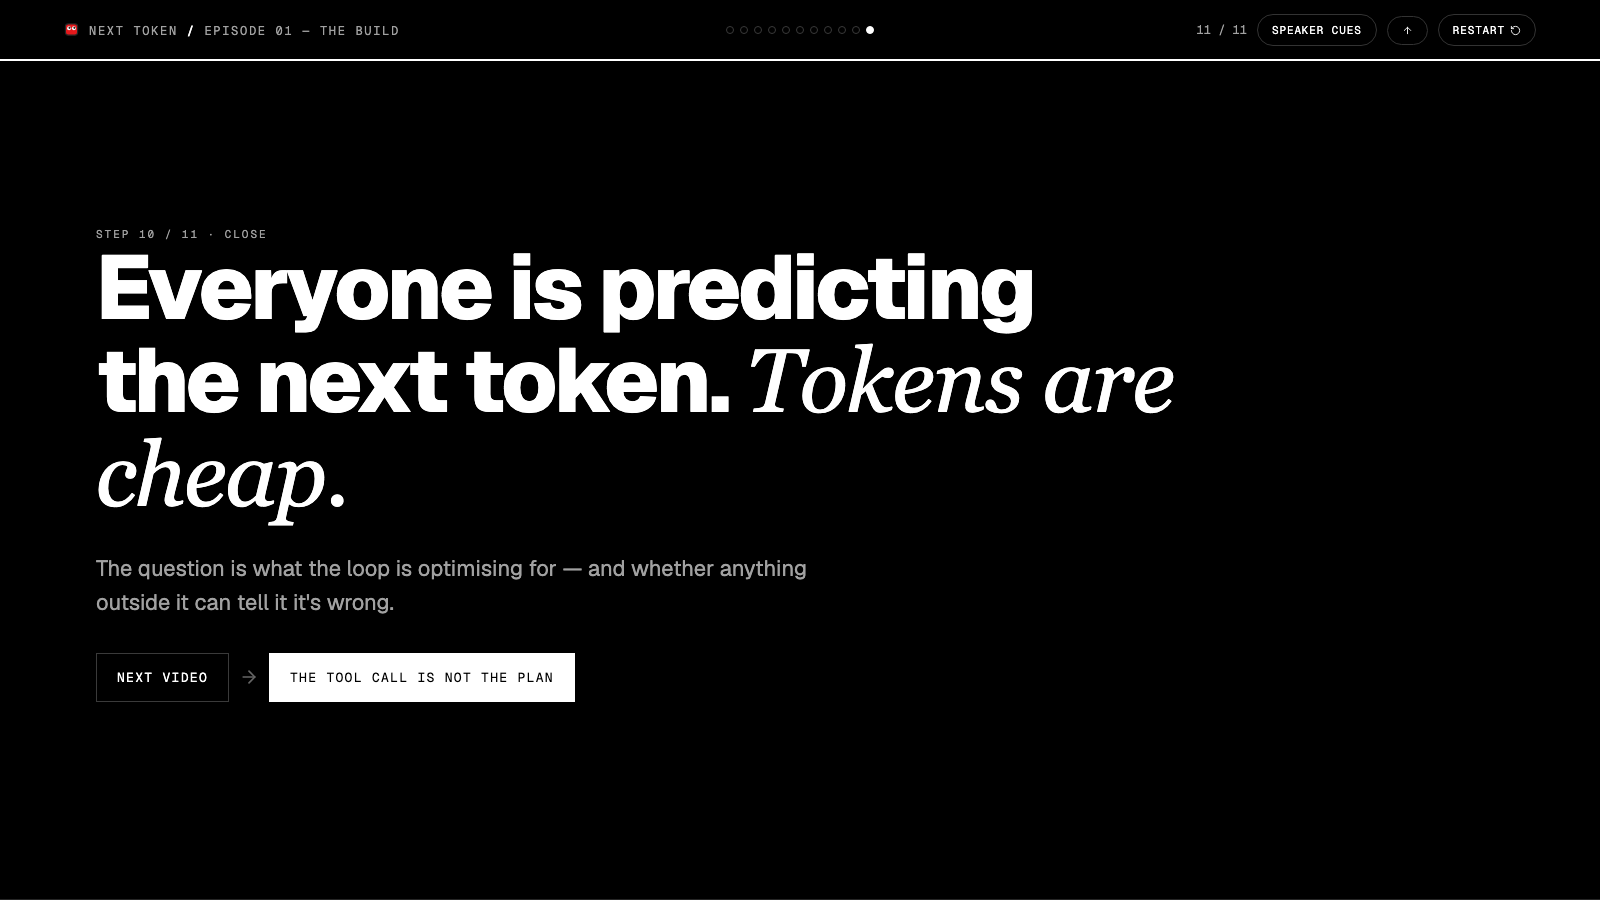 NEXT TOKEN / EPISODE 01 — THE BUILD
11 / 11
SPEAKER CUES
↑
RESTART
STEP 10 / 11 · CLOSE
Everyone is predicting
the next token. Tokens are
cheap.
The question is what the loop is optimising for — and whether anything
outside it can tell it it's wrong.
NEXT VIDEO → THE TOOL CALL IS NOT THE PLAN